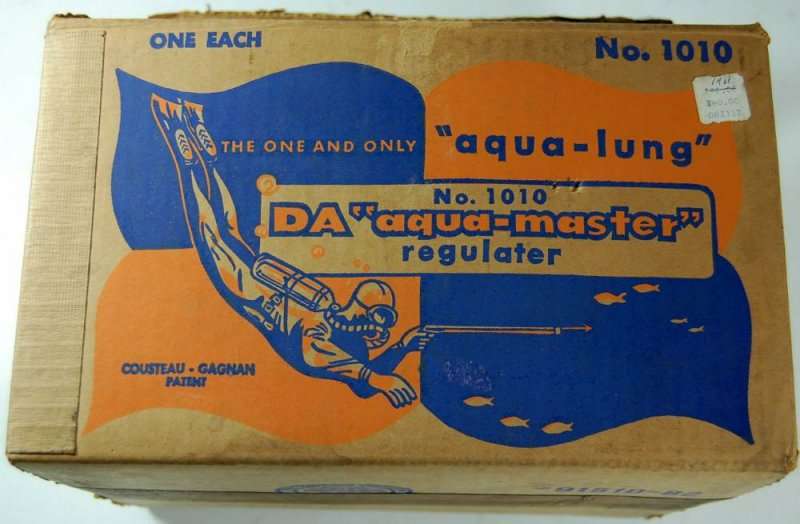 ONE EACH
No. 1010
THE ONE AND ONLY "aqua-lung"
No. 1010
DA "aqua-master"
regulater
COUSTEAU - GAGNAN
PATENT